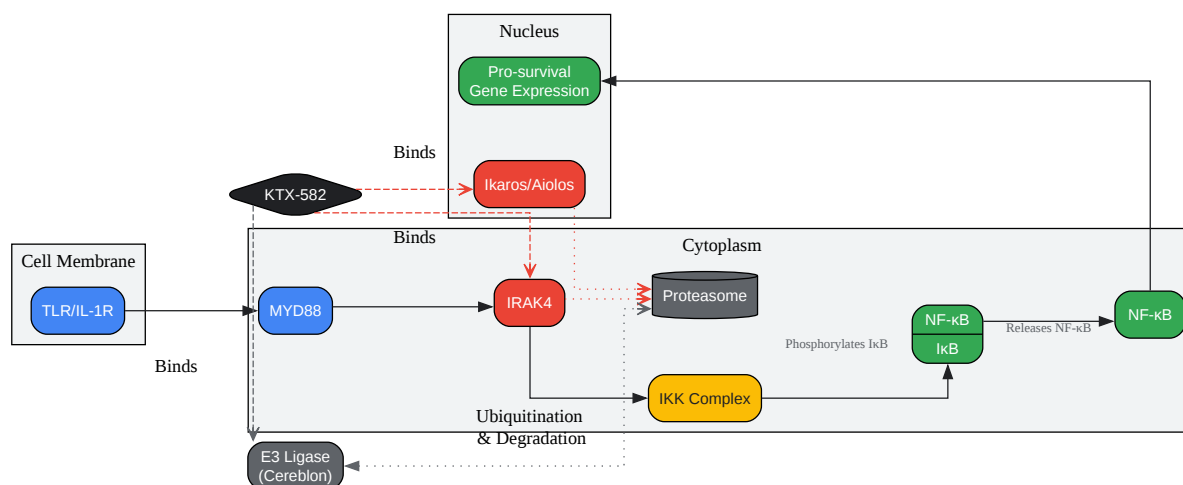 Nucleus
Pro-survival
Gene Expression
Binds
Ikaros/Aiolos
KTX-582
Binds
Cytoplasm
Cell Membrane
TLR/IL-1R
MYD88
IRAK4
Proteasome
NF-κB
IκB
Releases NF-κB
NF-κB
Phosphorylates IκB
Binds
IKK Complex
Ubiquitination
& Degradation
E3 Ligase
(Cereblon)